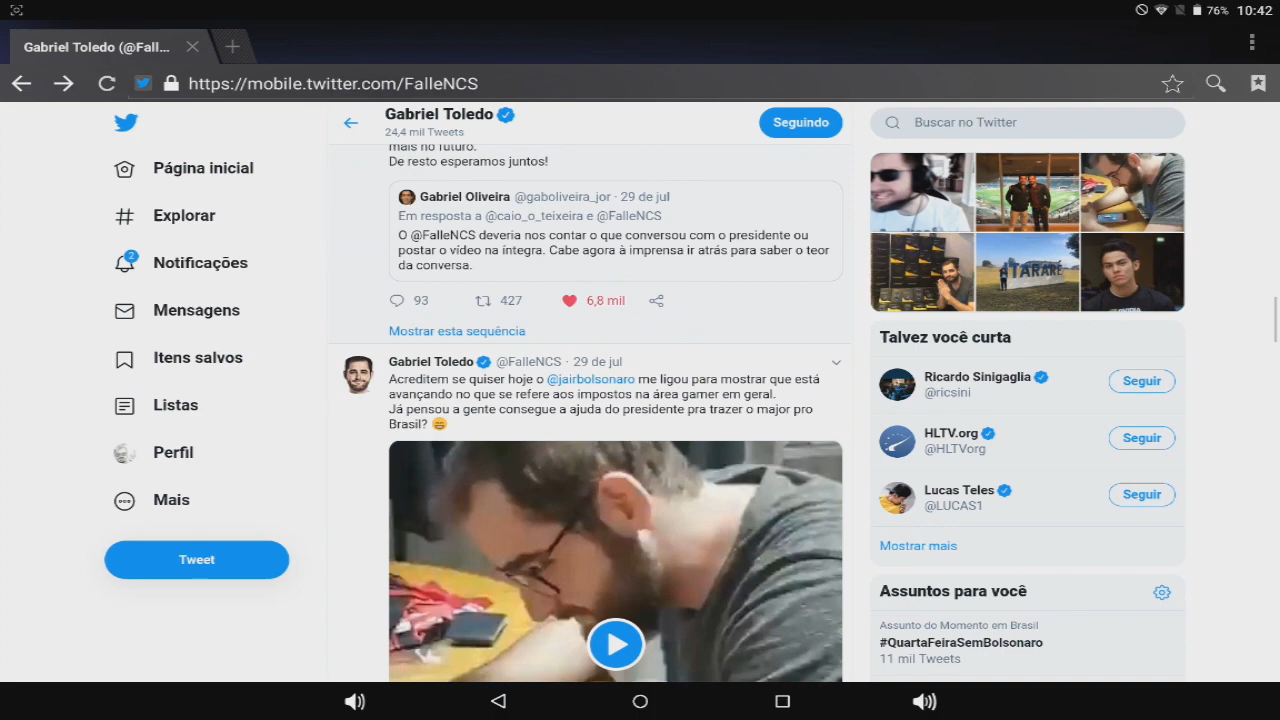 76% 10:42
Gabriel Toledo (@Fall...
https://mobile.twitter.com/FalleNCS
Página inicial
Explorar
2
Notificações
Mensagens
Itens salvos
Listas
Perfil
Mais
Tweet
Gabriel Toledo
24,4 mil Tweets
Seguindo
mais no futuro.
De resto esperamos juntos!
Gabriel Oliveira @gaboliveira_jor · 29 de jul
Em resposta a @caio_o_teixeira e @FalleNCS
O @FalleNCS deveria nos contar o que conversou com o presidente ou
postar o vídeo na íntegra. Cabe agora à imprensa ir atrás para saber o teor
da conversa.
93 427 6,8 mil
Mostrar esta sequência
Gabriel Toledo @FalleNCS · 29 de jul
Acreditem se quiser hoje o @jairbolsonaro me ligou para mostrar que está
avançando no que se refere aos impostos na área gamer em geral.
Já pensou a gente consegue a ajuda do presidente pra trazer o major pro
Brasil? 😄
Buscar no Twitter
TARARÉ
Talvez você curta
Ricardo Sinigaglia
@ricsini
Seguir
HLTV.org
@HLTVorg
Seguir
Lucas Teles
@LUCAS1
Seguir
Mostrar mais
Assuntos para você
Assunto do Momento em Brasil
#QuartaFeiraSemBolsonaro
11 mil Tweets